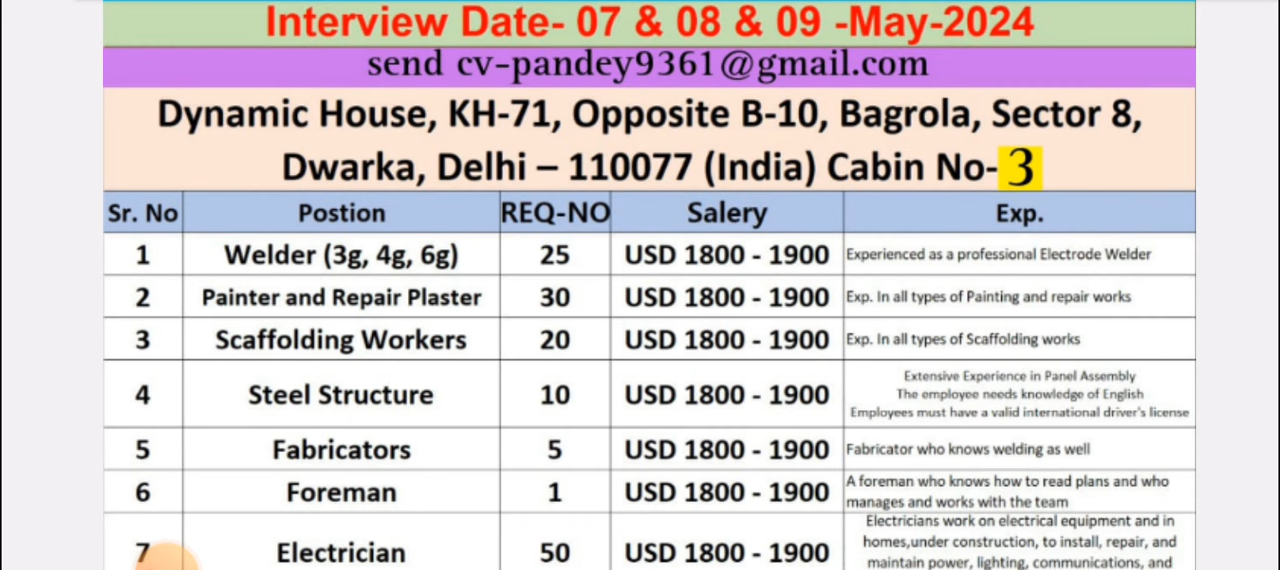 Interview Date- 07 & 08 & 09 -May-2024
send cv-pandey9361@gmail.com
Dynamic House, KH-71, Opposite B-10, Bagrola, Sector 8,
Dwarka, Delhi – 110077 (India) Cabin No- 3
Sr. No Postion REQ-NO Salery Exp.
1 Welder (3g, 4g, 6g) 25 USD 1800 - 1900 Experienced as a professional Electrode Welder
2 Painter and Repair Plaster 30 USD 1800 - 1900 Exp. In all types of Painting and repair works
3 Scaffolding Workers 20 USD 1800 - 1900 Exp. In all types of Scaffolding works
4 Steel Structure 10 USD 1800 - 1900 Extensive Experience in Panel Assembly
The employee needs knowledge of English
Employees must have a valid international driver's license
5 Fabricators 5 USD 1800 - 1900 Fabricator who knows welding as well
6 Foreman 1 USD 1800 - 1900 A foreman who knows how to read plans and who
manages and works with the team
7 Electrician 50 USD 1800 - 1900 Electricians work on electrical equipment and in
homes,under construction, to install, repair, and
maintain power, lighting, communications, and